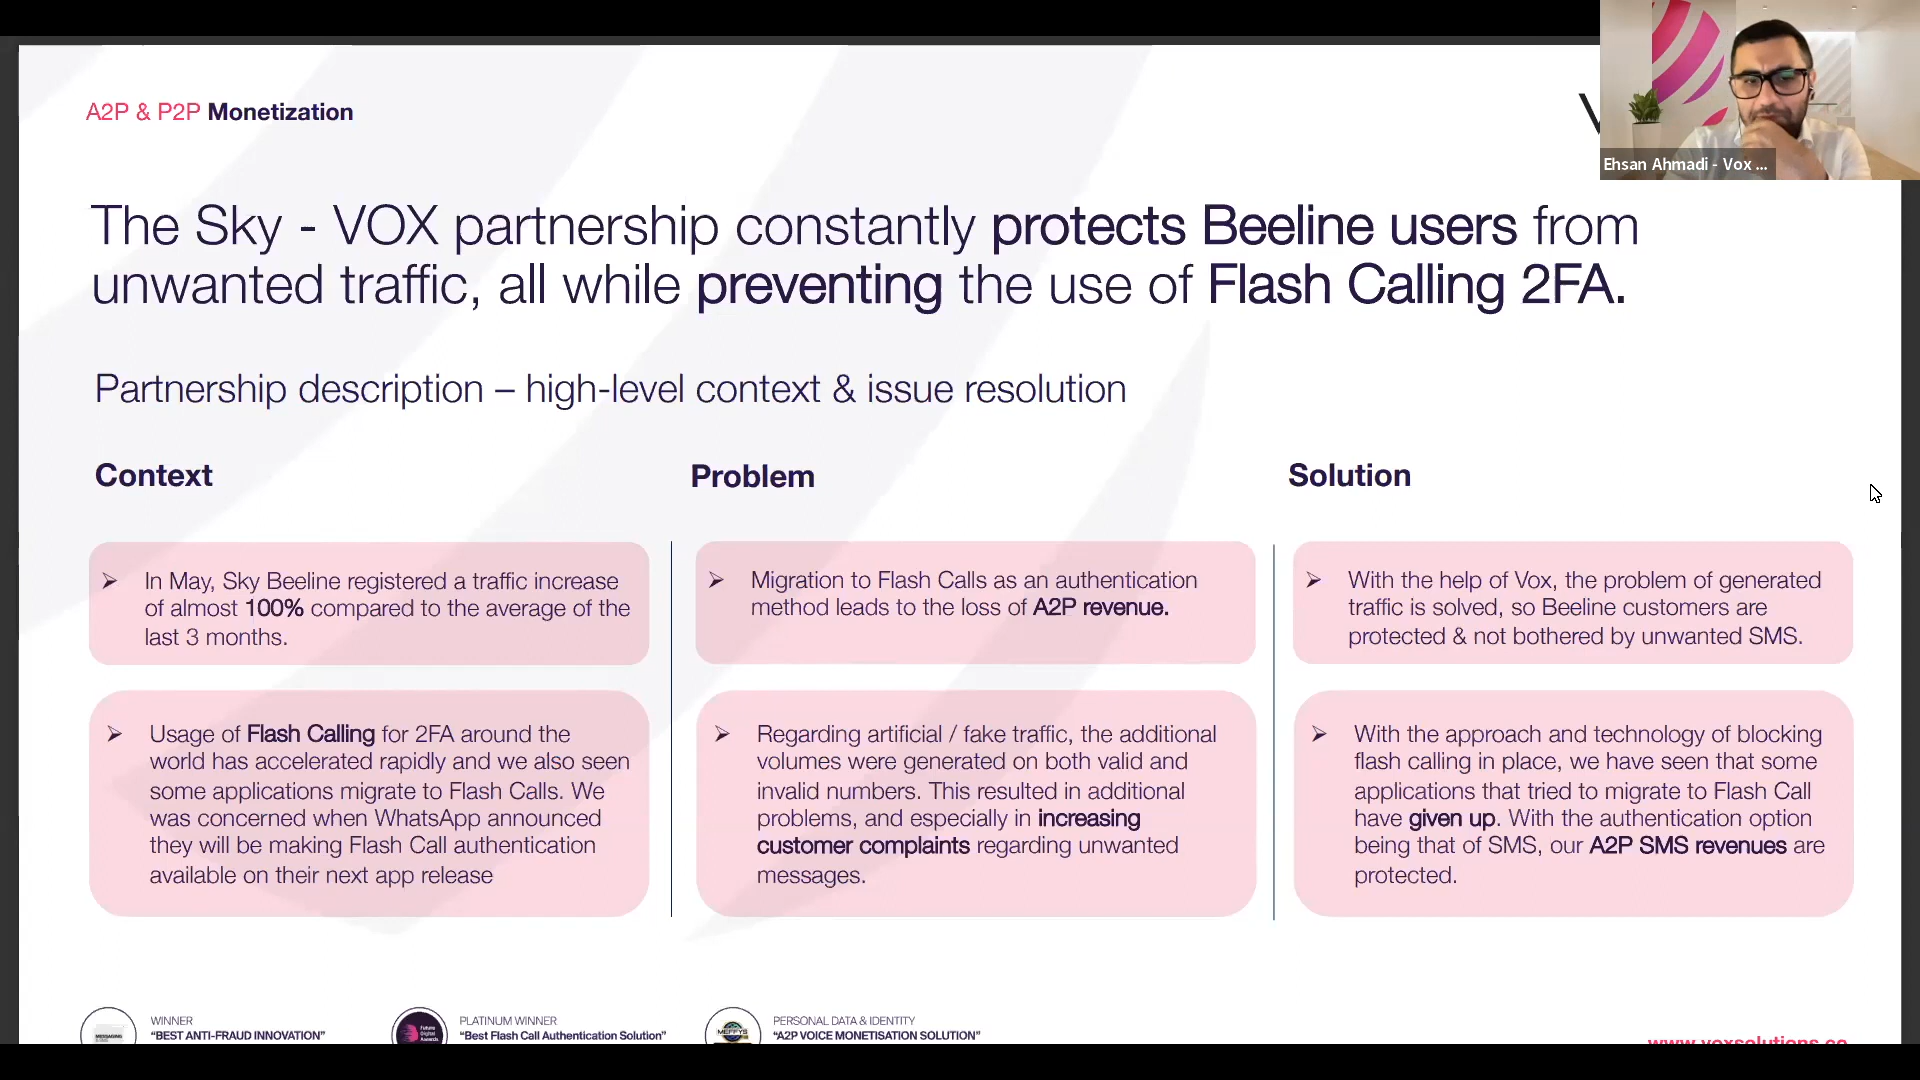 A2P & P2P Monetization
Ehsan Ahmadi - Vox ...
The Sky - VOX partnership constantly protects Beeline users from
unwanted traffic, all while preventing the use of Flash Calling 2FA.
Partnership description – high-level context & issue resolution
Context
➢ In May, Sky Beeline registered a traffic increase
of almost 100% compared to the average of the
last 3 months.
➢ Usage of Flash Calling for 2FA around the
world has accelerated rapidly and we also seen
some applications migrate to Flash Calls. We
was concerned when WhatsApp announced
they will be making Flash Call authentication
available on their next app release
Problem
➢ Migration to Flash Calls as an authentication
method leads to the loss of A2P revenue.
➢ Regarding artificial / fake traffic, the additional
volumes were generated on both valid and
invalid numbers. This resulted in additional
problems, and especially in increasing
customer complaints regarding unwanted
messages.
Solution
➢ With the help of Vox, the problem of generated
traffic is solved, so Beeline customers are
protected & not bothered by unwanted SMS.
➢ With the approach and technology of blocking
flash calling in place, we have seen that some
applications that tried to migrate to Flash Call
have given up. With the authentication option
being that of SMS, our A2P SMS revenues are
protected.
WINNER
“BEST ANTI-FRAUD INNOVATION”
Future
Digital
Awards
PLATINUM WINNER
“Best Flash Call Authentication Solution”
MEFFYS
PERSONAL DATA & IDENTITY
“A2P VOICE MONETISATION SOLUTION”
www.voxsolutions.co